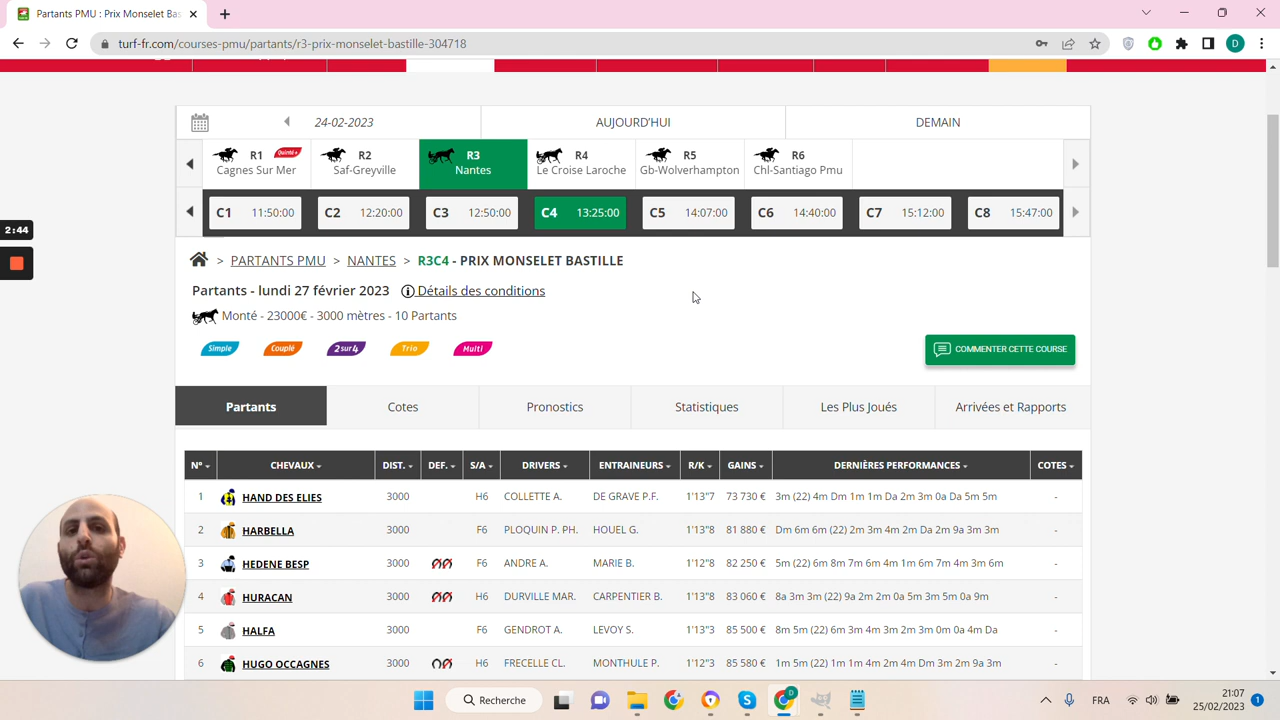 Partants PMU : Prix Monselet Bas
turf-fr.com/courses-pmu/partants/r3-prix-monselet-bastille-304718
24-02-2023 AUJOURD'HUI DEMAIN
R1 Quinté+ R2 R3 R4 R5 R6
Cagnes Sur Mer Saf-Greyville Nantes Le Croise Laroche Gb-Wolverhampton Chl-Santiago Pmu
C1 11:50:00 C2 12:20:00 C3 12:50:00 C4 13:25:00 C5 14:07:00 C6 14:40:00 C7 15:12:00 C8 15:47:00
2:44
> PARTANTS PMU > NANTES > R3C4 - PRIX MONSELET BASTILLE
Partants - lundi 27 février 2023 Détails des conditions
Monté - 23000€ - 3000 mètres - 10 Partants
Simple Couplé 2sur4 Trio Multi
COMMENTER CETTE COURSE
Partants Cotes Pronostics Statistiques Les Plus Joués Arrivées et Rapports
N° CHEVAUX DIST. DEF. S/A DRIVERS ENTRAINEURS R/K GAINS DERNIÈRES PERFORMANCES COTES
1 HAND DES ELIES 3000 H6 COLLETTE A. DE GRAVE P.F. 1'13"7 73 730 € 3m (22) 4m Dm 1m 1m Da 2m 3m 0a Da 5m 5m -
2 HARBELLA 3000 F6 PLOQUIN P. PH. HOUEL G. 1'13"8 81 880 € Dm 6m 6m (22) 2m 3m 4m 2m Da 2m 9a 3m 3m -
3 HEDENE BESP 3000 F6 ANDRE A. MARIE B. 1'12"8 82 250 € 5m (22) 6m 8m 7m 6m 4m 1m 6m 7m 4m 3m 6m -
4 HURACAN 3000 H6 DURVILLE MAR. CARPENTIER B. 1'13"8 83 060 € 8a 3m 3m (22) 9a 2m 2m 0a 5m 3m 5m 0a 9m -
5 HALFA 3000 F6 GENDROT A. LEVOY S. 1'13"3 85 500 € 8m 5m (22) 6m 3m 4m 3m 2m 3m 0m 0a 4m Da -
6 HUGO OCCAGNES 3000 H6 FRECELLE CL. MONTHULE P. 1'12"3 85 580 € 1m 5m (22) 1m 1m 4m 2m 4m Dm 3m 2m 9a 3m -
Recherche
FRA
21:07
25/02/2023
1